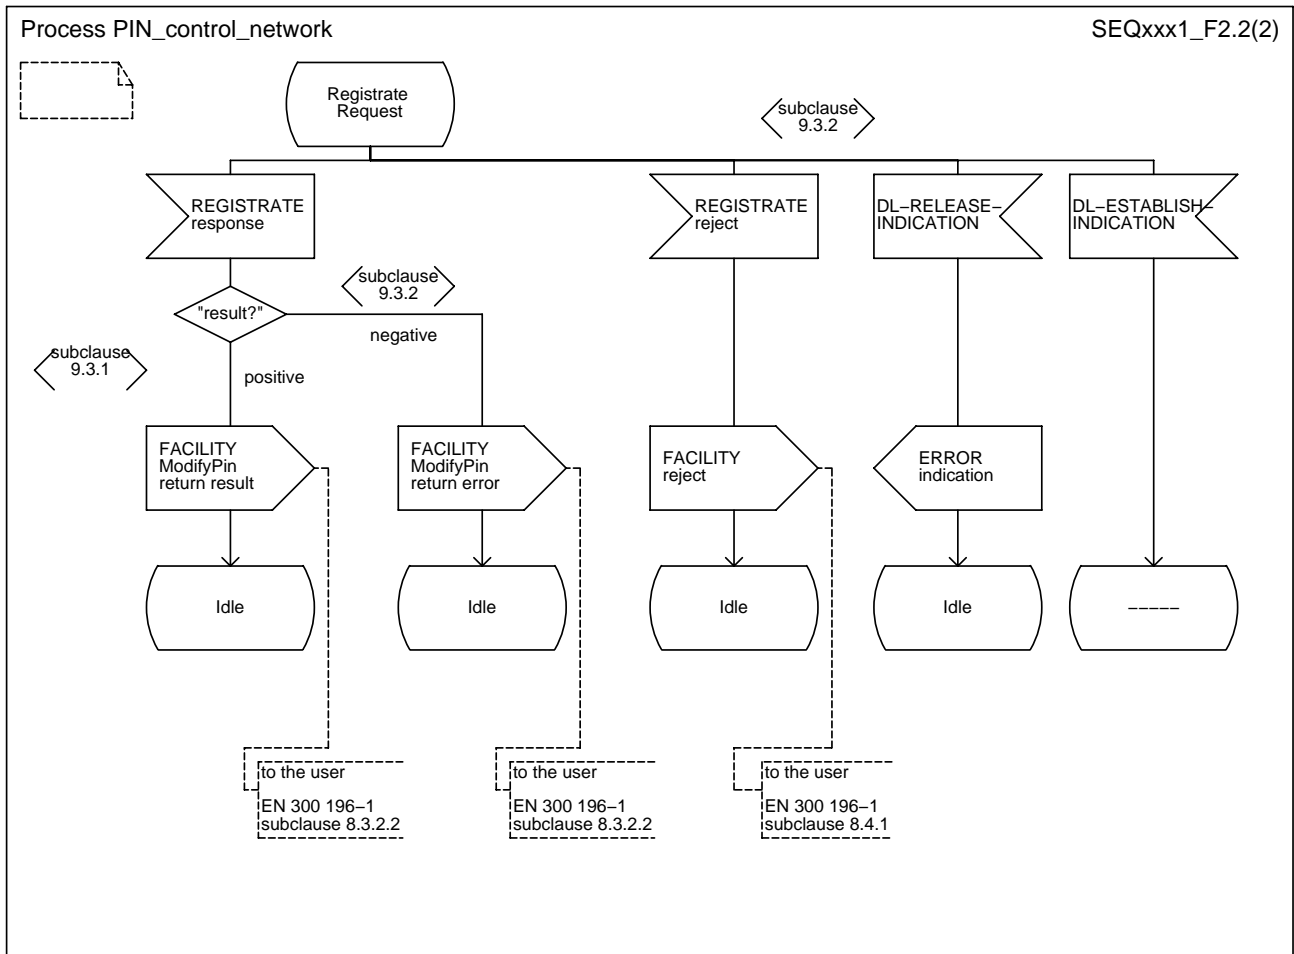 Process PIN_control_network
SEQxxx1_F2.2(2)
Registrate
Request
subclause
9.3.2
REGISTRATE
response
REGISTRATE
reject
DL−RELEASE−
INDICATION
DL−ESTABLISH−
INDICATION
"result?"
subclause
9.3.2
negative
subclause
9.3.1
positive
FACILITY
ModifyPin
return result
FACILITY
ModifyPin
return error
FACILITY
reject
ERROR
indication
Idle
Idle
Idle
Idle
−−−−−
to the user
EN 300 196−1
subclause 8.3.2.2
to the user
EN 300 196−1
subclause 8.3.2.2
to the user
EN 300 196−1
subclause 8.4.1